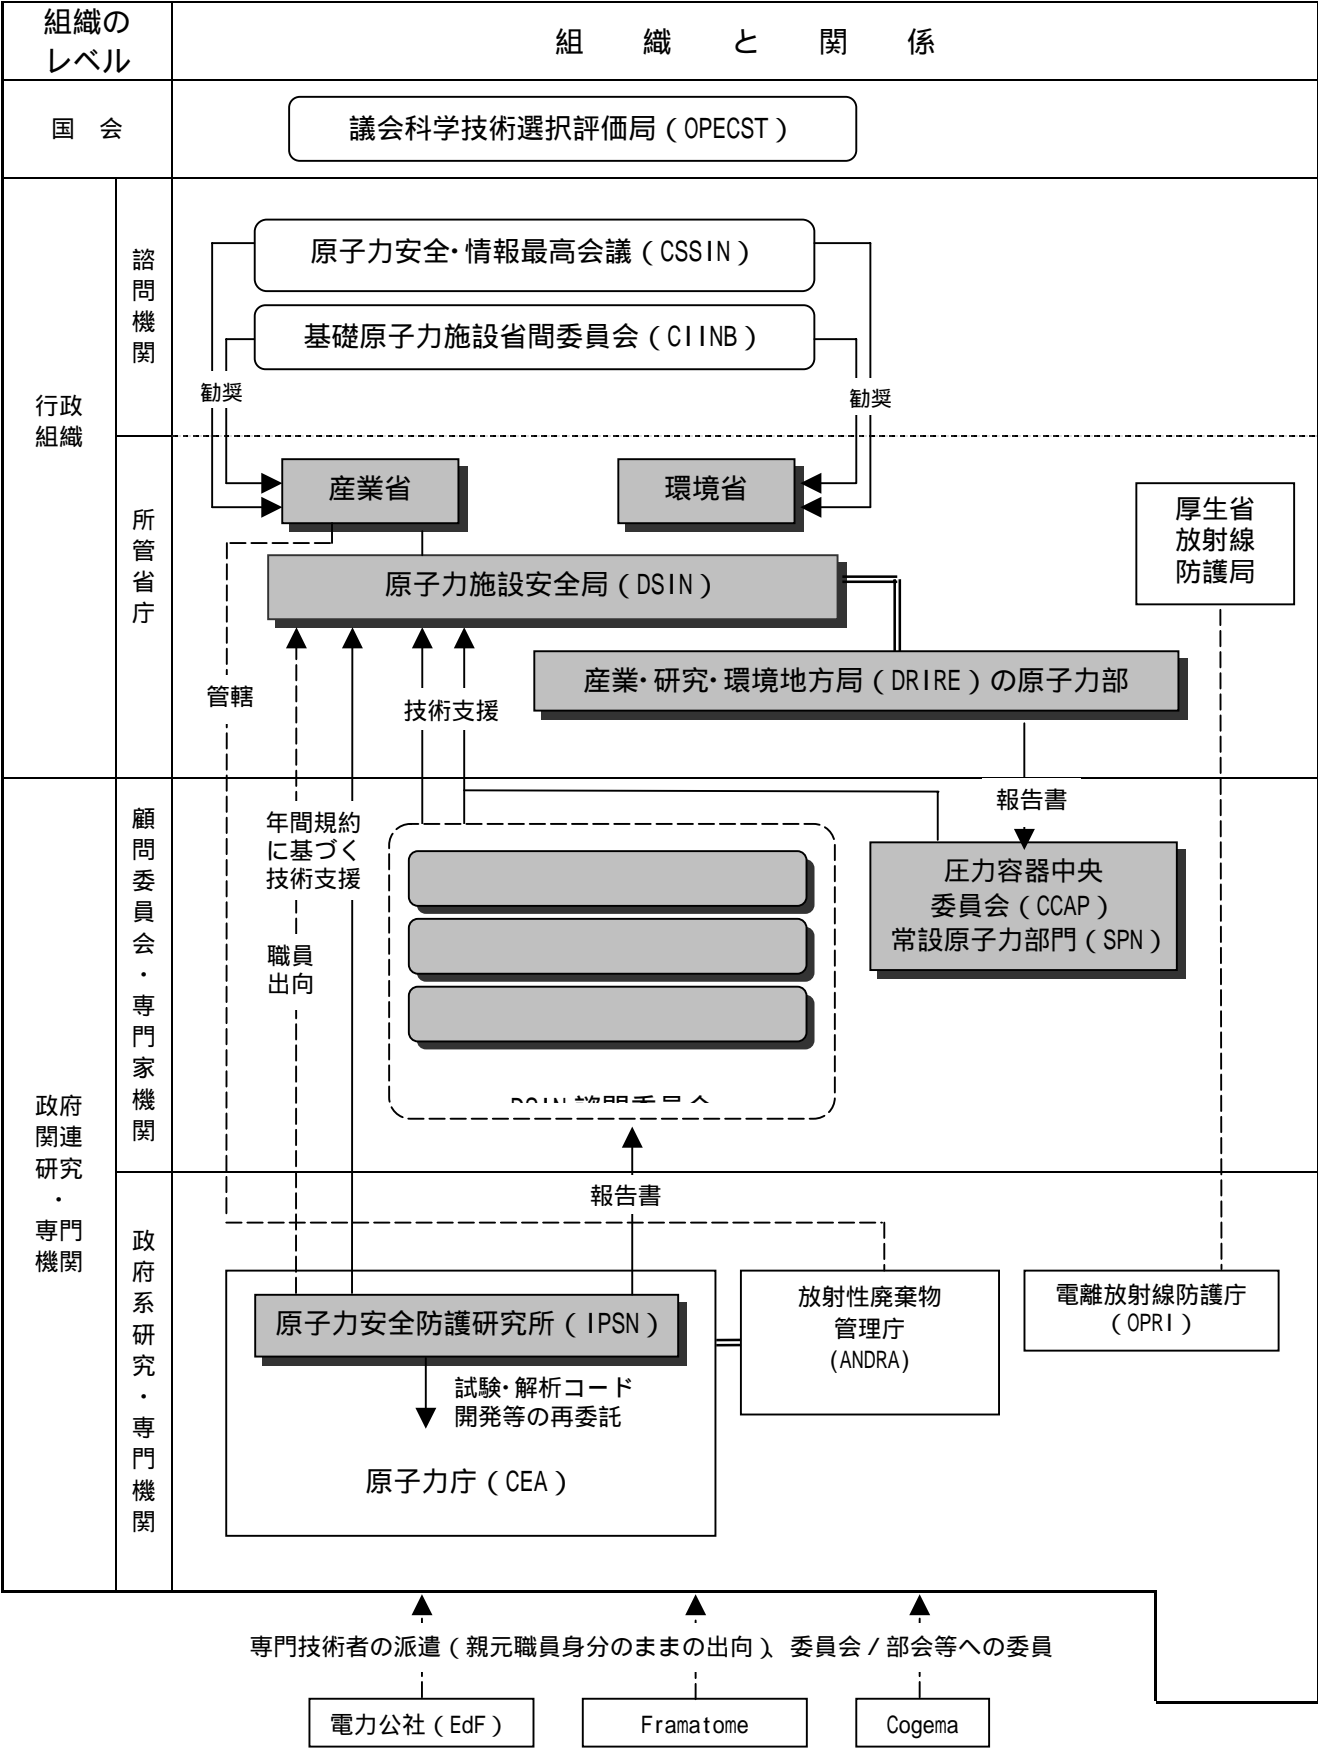 組織の
レベル
組織と関係
国 会
議会科学技術選択評価局（OPECST）
行政
組織
諮問機関
原子力安全・情報最高会議（CSSIN）
基礎原子力施設省間委員会（CIINB）
勧奨
勧奨
所管省庁
産業省
環境省
厚生省
放射線
防護局
原子力施設安全局（DSIN）
産業・研究・環境地方局（DRIRE）の原子力部
管轄
技術支援
政府
関連
研究
・
専門
機関
顧問委員会・専門家機関
年間規約
に基づく
技術支援
報告書
圧力容器中央
委員会（CCAP）
常設原子力部門（SPN）
職員
出向
DSIN 諮問委員会
報告書
政府系研究・専門機関
原子力安全防護研究所（IPSN）
試験・解析コード
開発等の再委託
原子力庁（CEA）
放射性廃棄物
管理庁
(ANDRA)
電離放射線防護庁
（OPRI）
専門技術者の派遣（親元職員身分のままの出向）、委員会／部会等への委員
電力公社（EdF）
Framatome
Cogema